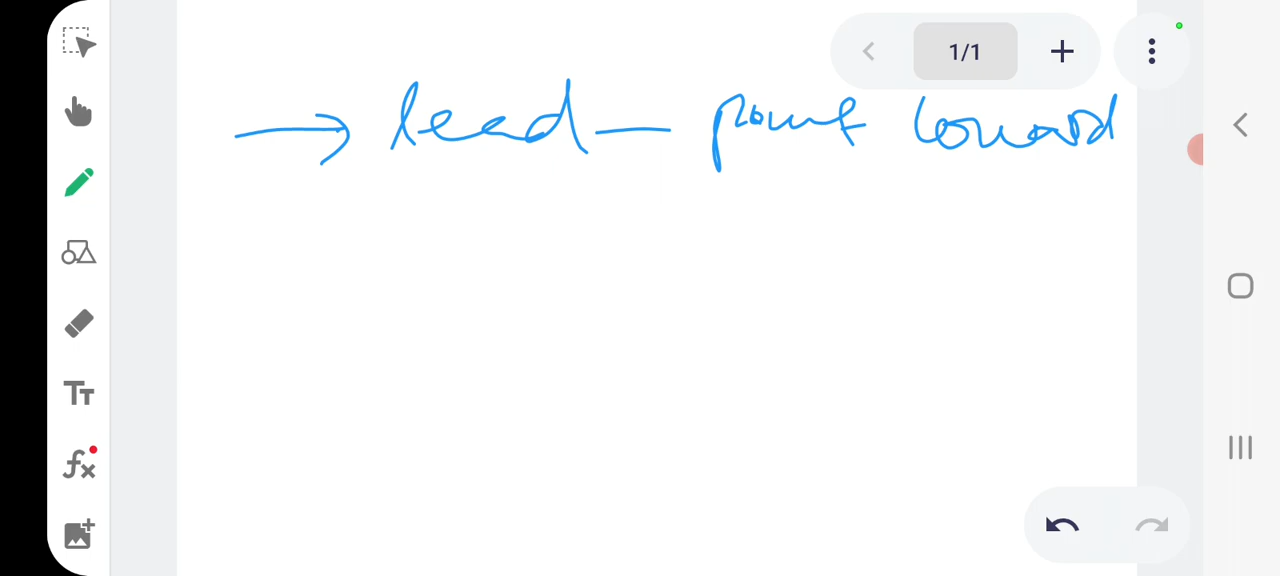 1/1
→ lead — point toward